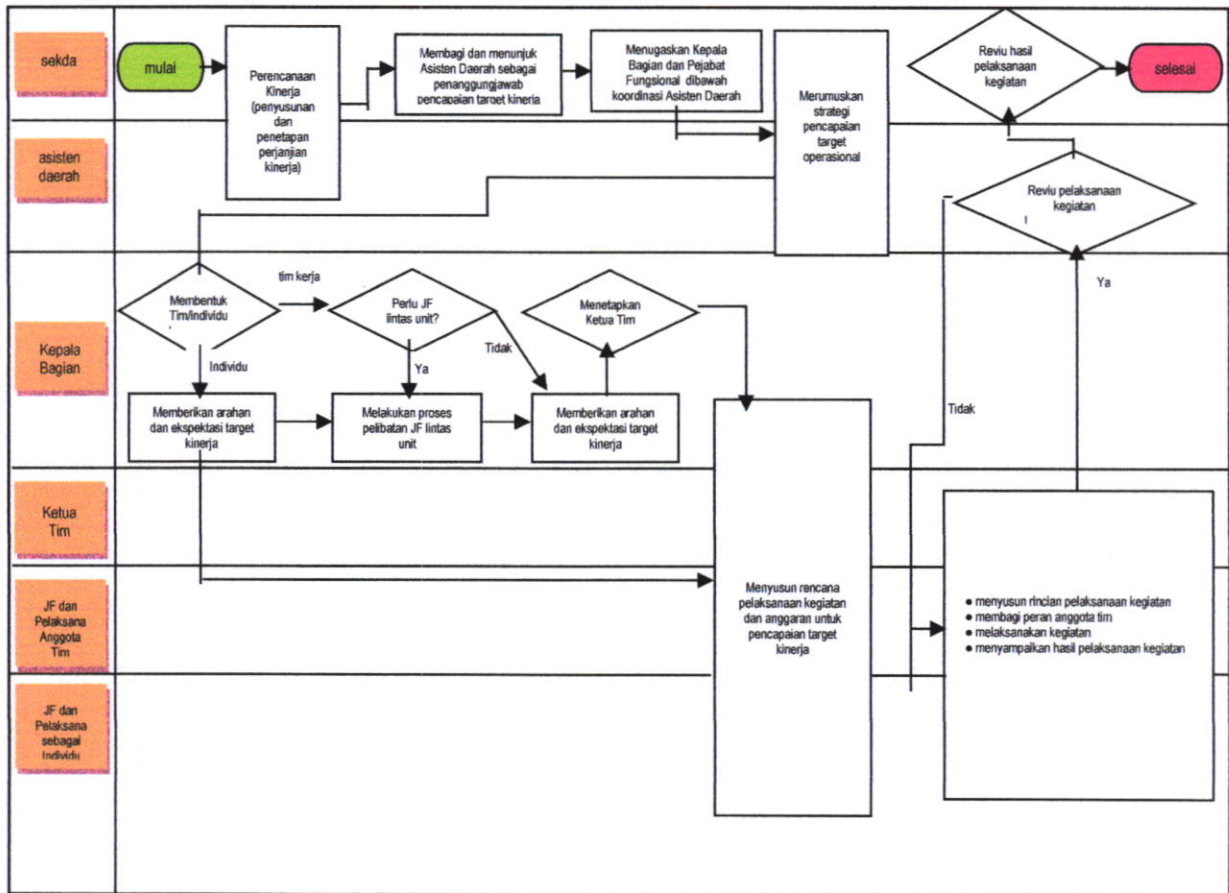 sekda
mulai
Perencanaan
Kinerja
(penyusunan
dan
penetapan
perjanjian
kinerja)
Membagi dan menunjuk
Asisten Daerah sebagai
penanggungjawab
pencapaian target kinerja
Menugaskan Kepala
Bagian dan Pejabat
Fungsional dibawah
koordinasi Asisten Daerah
Merumuskan
strategi
pencapaian
target
operasional
Reviu hasil
pelaksanaan
kegiatan
selesai
asisten
daerah
Reviu pelaksanaan
kegiatan
Kepala
Bagian
Membentuk
Tim/individu
tim kerja
Individu
Perlu JF
lintas unit?
Ya
Tidak
Menetapkan
Ketua Tim
Ya
Tidak
Memberikan arahan
dan ekspektasi target
kinerja
Melakukan proses
pelibatan JF lintas
unit
Memberikan arahan
dan ekspektasi target
kinerja
Ketua
Tim
JF dan
Pelaksana
Anggota
Tim
Menyusun rencana
pelaksanaan kegiatan
dan anggaran untuk
pencapaian target
kinerja
● menyusun rincian pelaksanaan kegiatan
● membagi peran anggota tim
● melaksanakan kegiatan
● menyampaikan hasil pelaksanaan kegiatan
JF dan
Pelaksana
sebagai
Individu